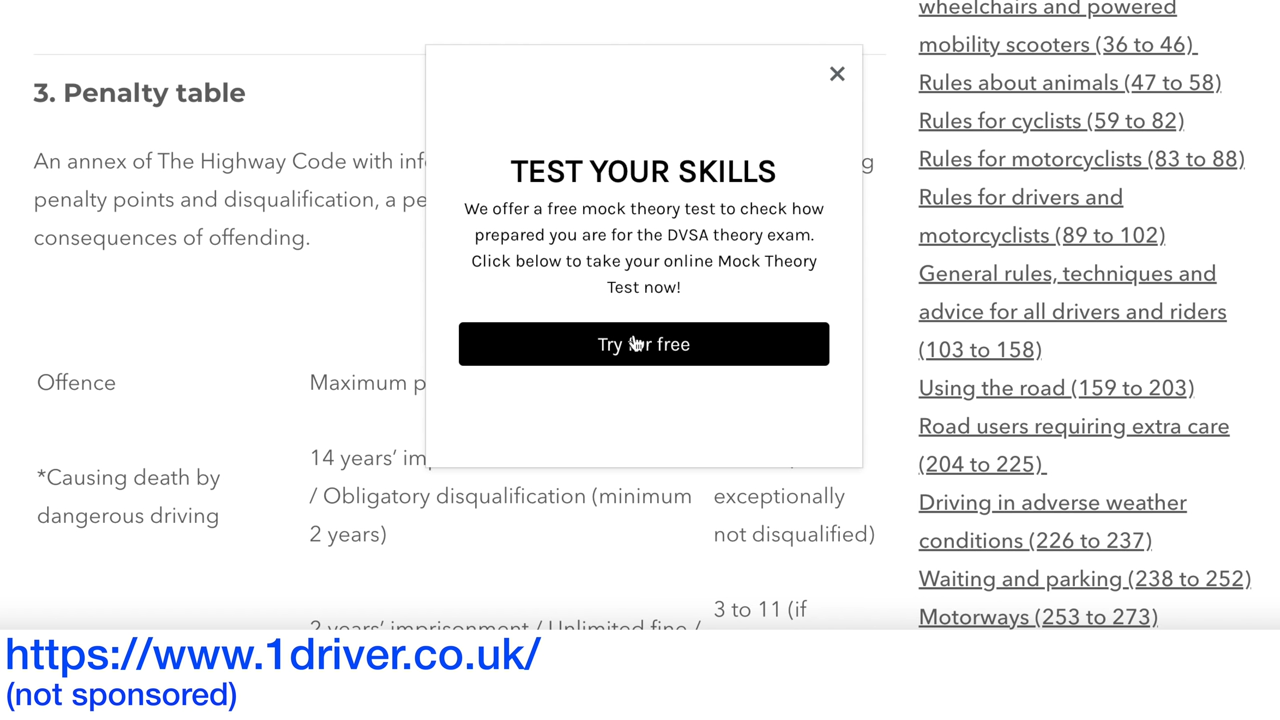 3. Penalty table
An annex of The Highway Code with
penalty points and disqualification, a
consequences of offending.
Offence
Maximum
*Causing death by
dangerous driving
14 years’
/ Obligatory disqualification (minimum
2 years)
exceptionally
not disqualified)
2 years’ imprisonment / Unlimited fine /
3 to 11 (if
×
TEST YOUR SKILLS
We offer a free mock theory test to check how
prepared you are for the DVSA theory exam.
Click below to take your online Mock Theory
Test now!
Try for free
wheelchairs and powered
mobility scooters (36 to 46)
Rules about animals (47 to 58)
Rules for cyclists (59 to 82)
Rules for motorcyclists (83 to 88)
Rules for drivers and
motorcyclists (89 to 102)
General rules, techniques and
advice for all drivers and riders
(103 to 158)
Using the road (159 to 203)
Road users requiring extra care
(204 to 225)
Driving in adverse weather
conditions (226 to 237)
Waiting and parking (238 to 252)
Motorways (253 to 273)
https://www.1driver.co.uk/
(not sponsored)